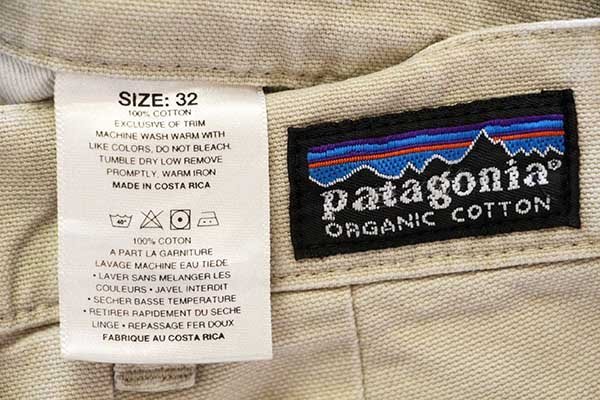 SIZE: 32
100% COTTON
EXCLUSIVE OF TRIM
MACHINE WASH WARM WITH
LIKE COLORS, DO NOT BLEACH.
TUMBLE DRY LOW REMOVE
PROMPTLY, WARM IRON
MADE IN COSTA RICA
40°
100% COTON
A PART LA GARNITURE
LAVAGE MACHINE EAU TIEDE
• LAVER SANS MELANGER LES
COULEURS • JAVEL INTERDIT
• SECHER BASSE TEMPERATURE
• RETIRER RAPIDEMENT DU SECHE
LINGE • REPASSAGE FER DOUX
FABRIQUE AU COSTA RICA
patagonia®
ORGANIC COTTON